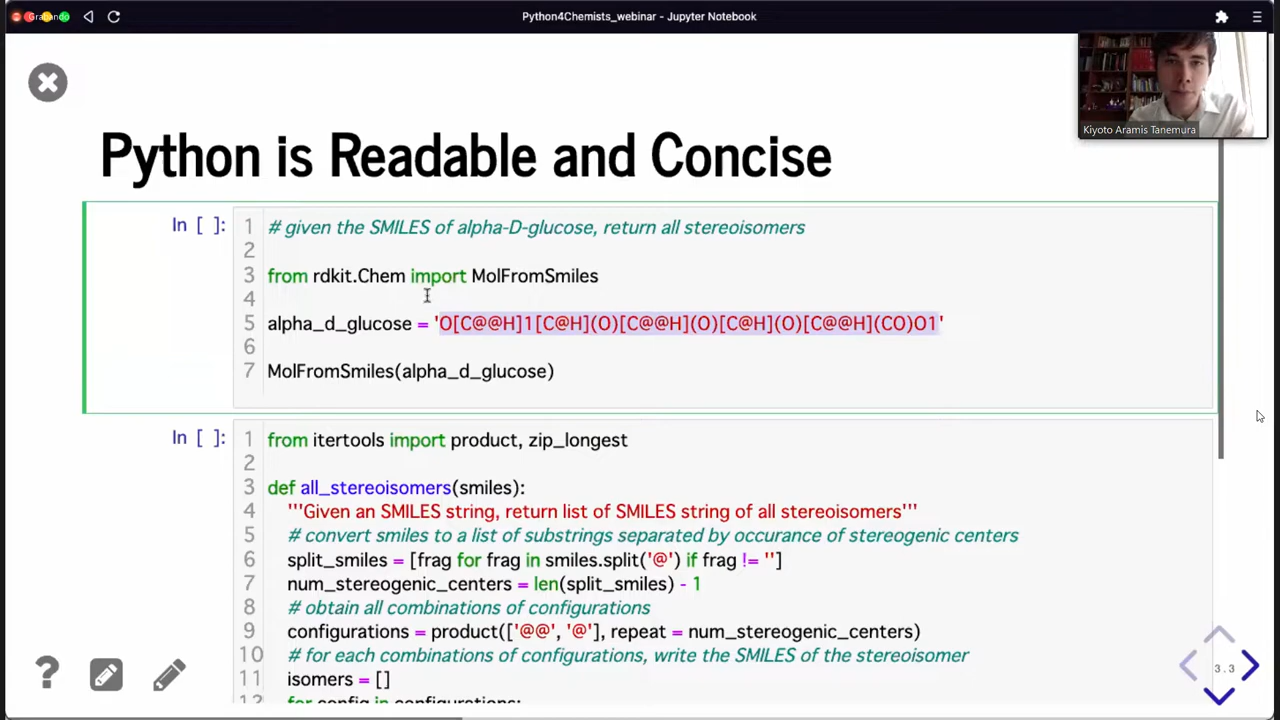 Grabando
Python4Chemists_webinar - Jupyter Notebook
Kiyoto Aramis Tanemura
Python is Readable and Concise
In [ ]:
1 # given the SMILES of alpha-D-glucose, return all stereoisomers
2
3 from rdkit.Chem import MolFromSmiles
4
5 alpha_d_glucose = 'O[C@@H]1[C@H](O)[C@@H](O)[C@H](O)[C@@H](CO)O1'
6
7 MolFromSmiles(alpha_d_glucose)
In [ ]:
1 from itertools import product, zip_longest
2
3 def all_stereoisomers(smiles):
4 '''Given an SMILES string, return list of SMILES string of all stereoisomers'''
5 # convert smiles to a list of substrings separated by occurance of stereogenic centers
6 split_smiles = [frag for frag in smiles.split('@') if frag != '']
7 num_stereogenic_centers = len(split_smiles) - 1
8 # obtain all combinations of configurations
9 configurations = product(['@@', '@'], repeat = num_stereogenic_centers)
10 # for each combinations of configurations, write the SMILES of the stereoisomer
11 isomers = []
12 for config in configurations:
3.3